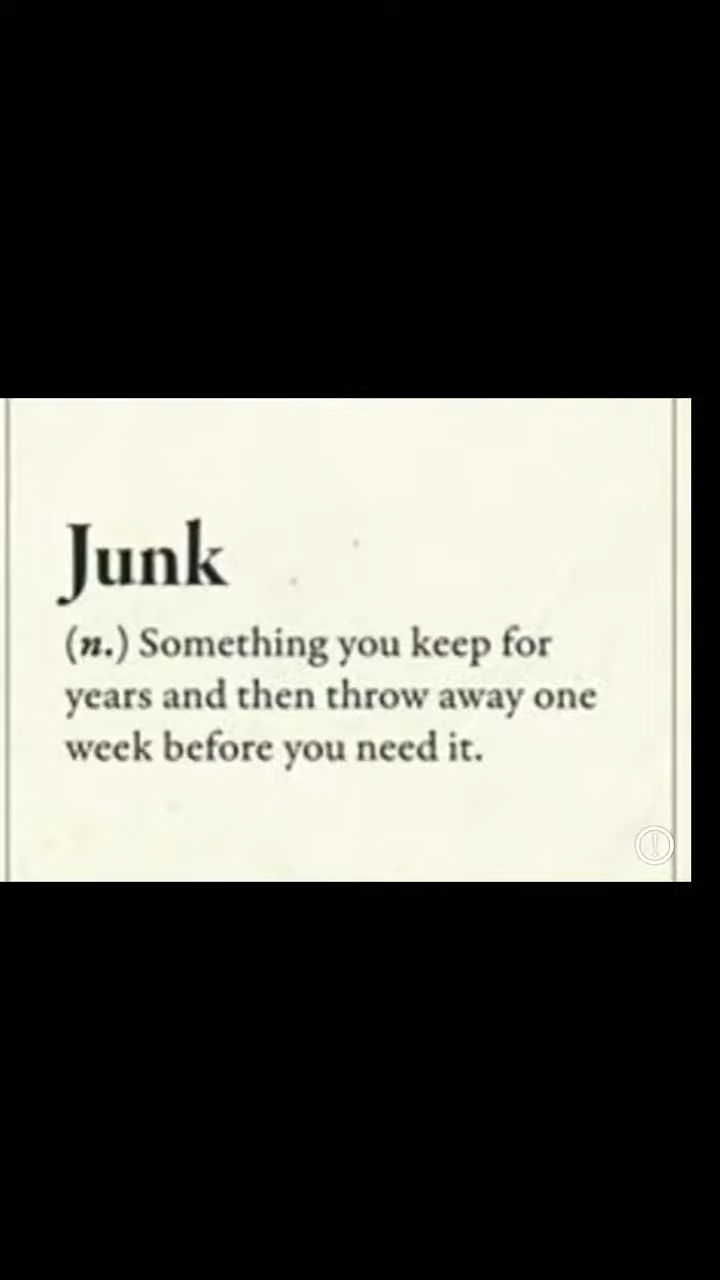 Junk
(n.) Something you keep for
years and then throw away one
week before you need it.